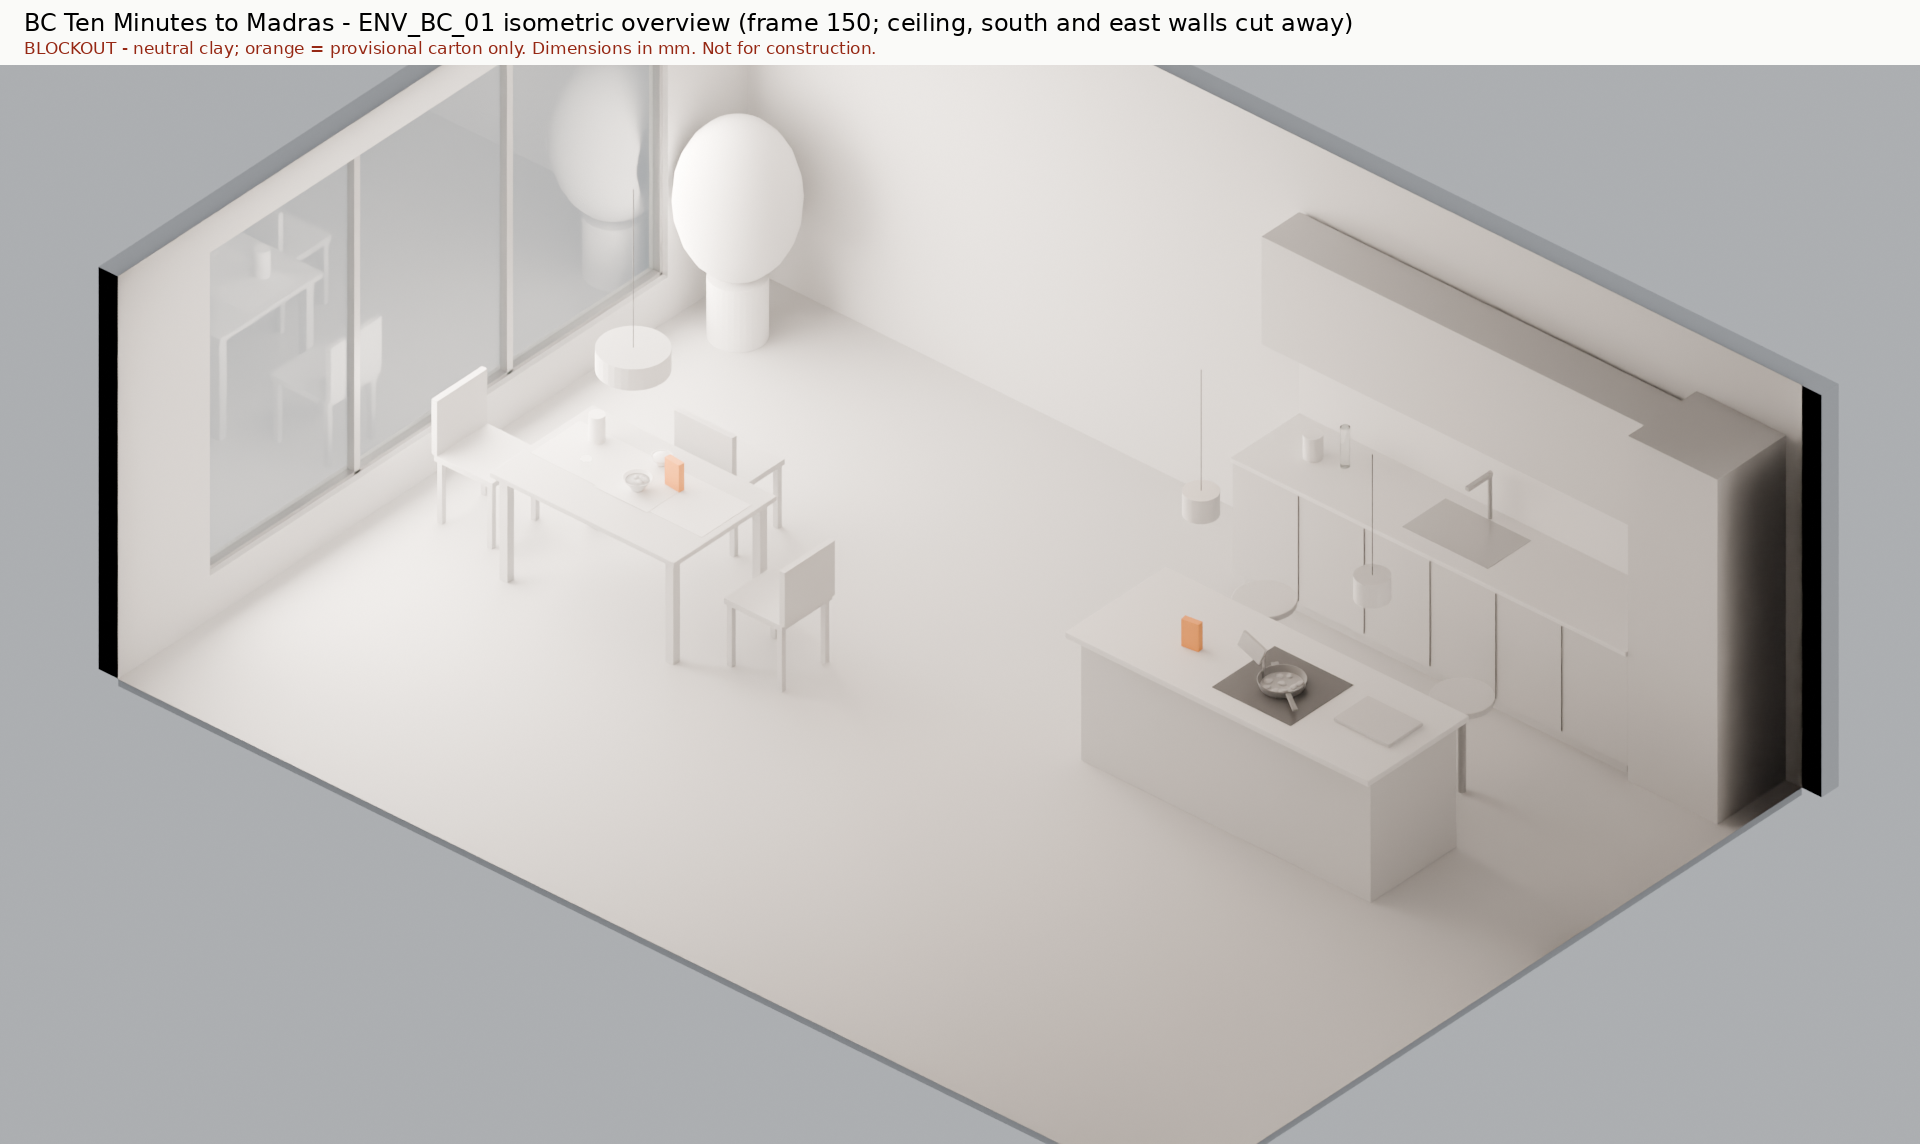 BC Ten Minutes to Madras - ENV_BC_01 isometric overview (frame 150; ceiling, south and east walls cut away)
BLOCKOUT - neutral clay; orange = provisional carton only. Dimensions in mm. Not for construction.